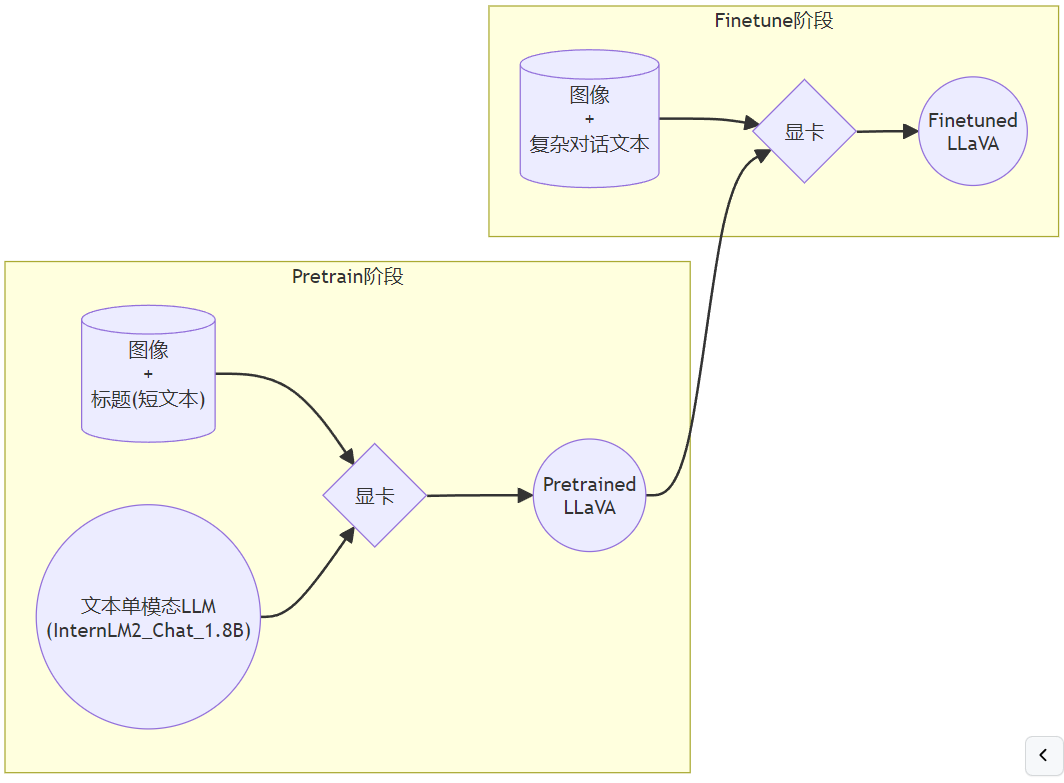 Finetune阶段
图像
+
复杂对话文本
显卡
Finetuned
LLaVA
Pretrain阶段
图像
+
标题(短文本)
显卡
Pretrained
LLaVA
文本单模态LLM
(InternLM2_Chat_1.8B)